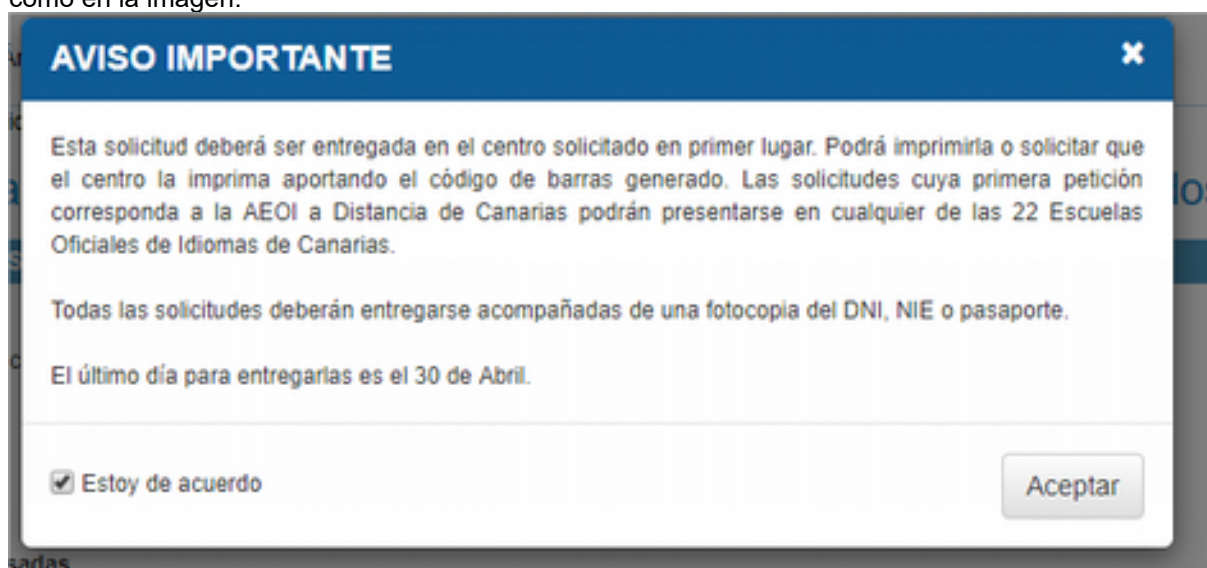 como en la imagen:
AVISO IMPORTANTE
Esta solicitud deberá ser entregada en el centro solicitado en primer lugar. Podrá imprimirla o solicitar que
el centro la imprima aportando el código de barras generado. Las solicitudes cuya primera petición
corresponda a la AEOI a Distancia de Canarias podrán presentarse en cualquier de las 22 Escuelas
Oficiales de Idiomas de Canarias.
Todas las solicitudes deberán entregarse acompañadas de una fotocopia del DNI, NIE o pasaporte.
El último día para entregarlas es el 30 de Abril.
Estoy de acuerdo
Aceptar